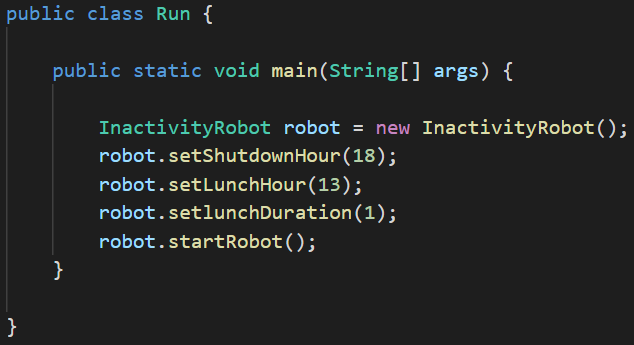 public class Run {
public static void main(String[] args) {
InactivityRobot robot = new InactivityRobot();
robot.setShutdownHour(18);
robot.setLunchHour(13);
robot.setlunchDuration(1);
robot.startRobot();
}
}